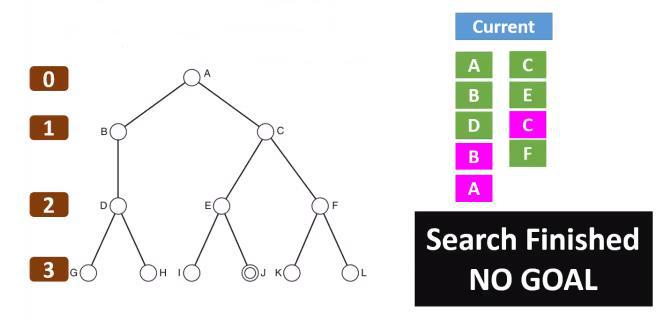 Current
0
A
1
B
C
2
D
E
F
3
G
H
I
J
K
L
A
C
B
E
D
C
B
F
A
Search Finished
NO GOAL